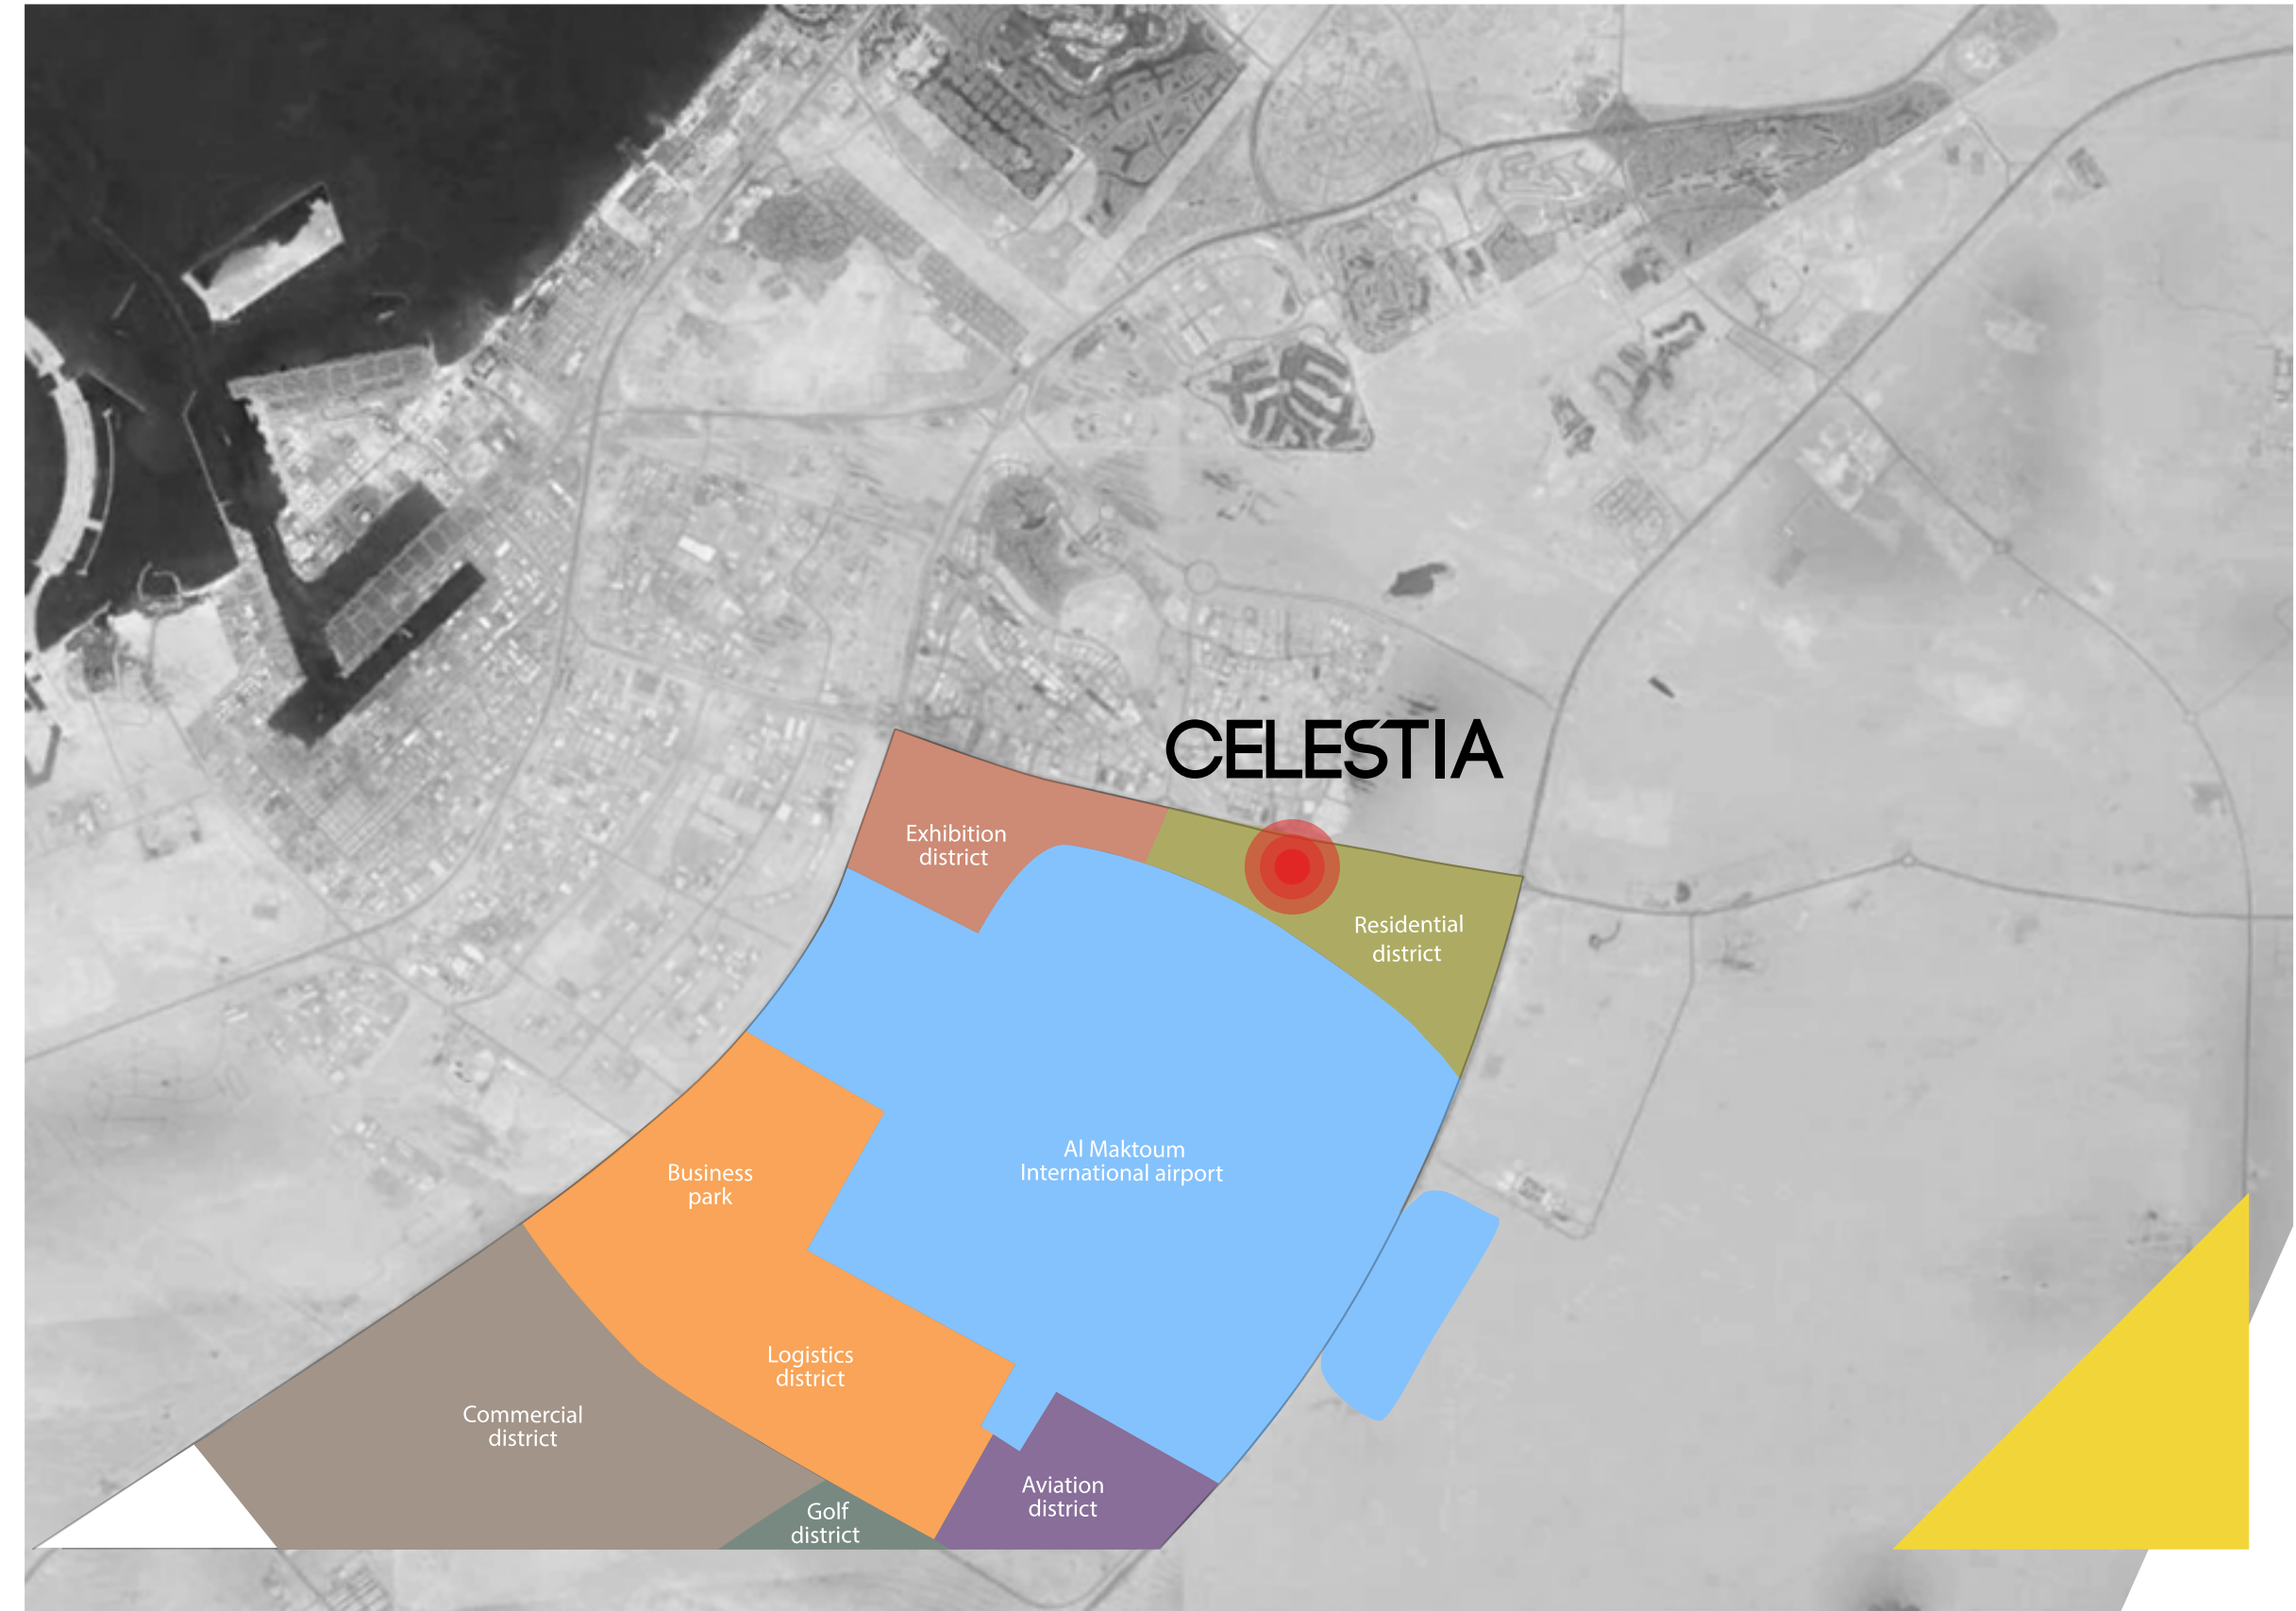 CELESTIA
Exhibition
district
Residential
district
Al Maktoum
International airport
Business
park
Logistics
district
Commercial
district
Aviation
district
Golf
district